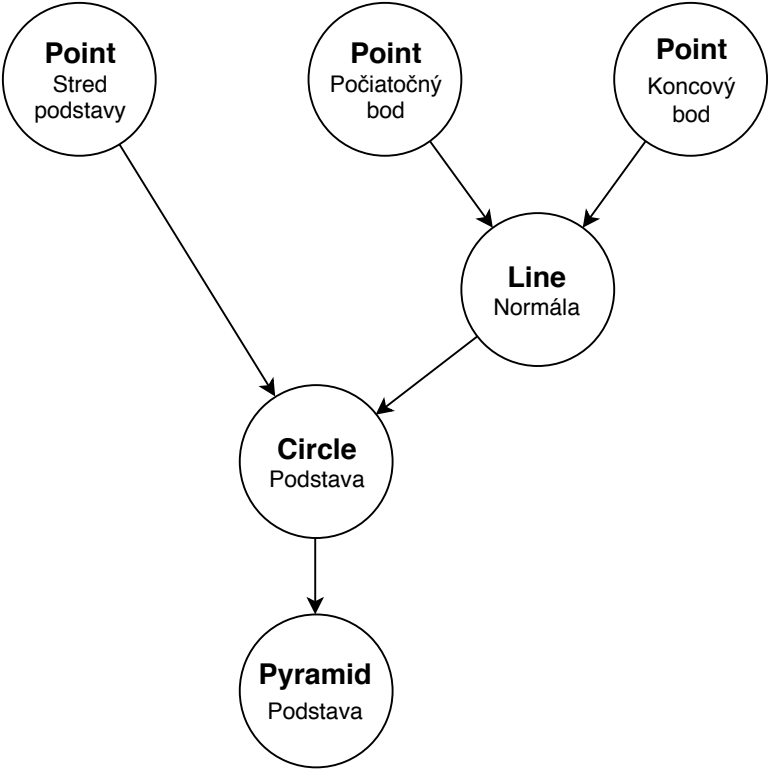 Point
Stred
podstavy
Point
Počiatočný
bod
Point
Koncový
bod
Line
Normála
Circle
Podstava
Pyramid
Podstava